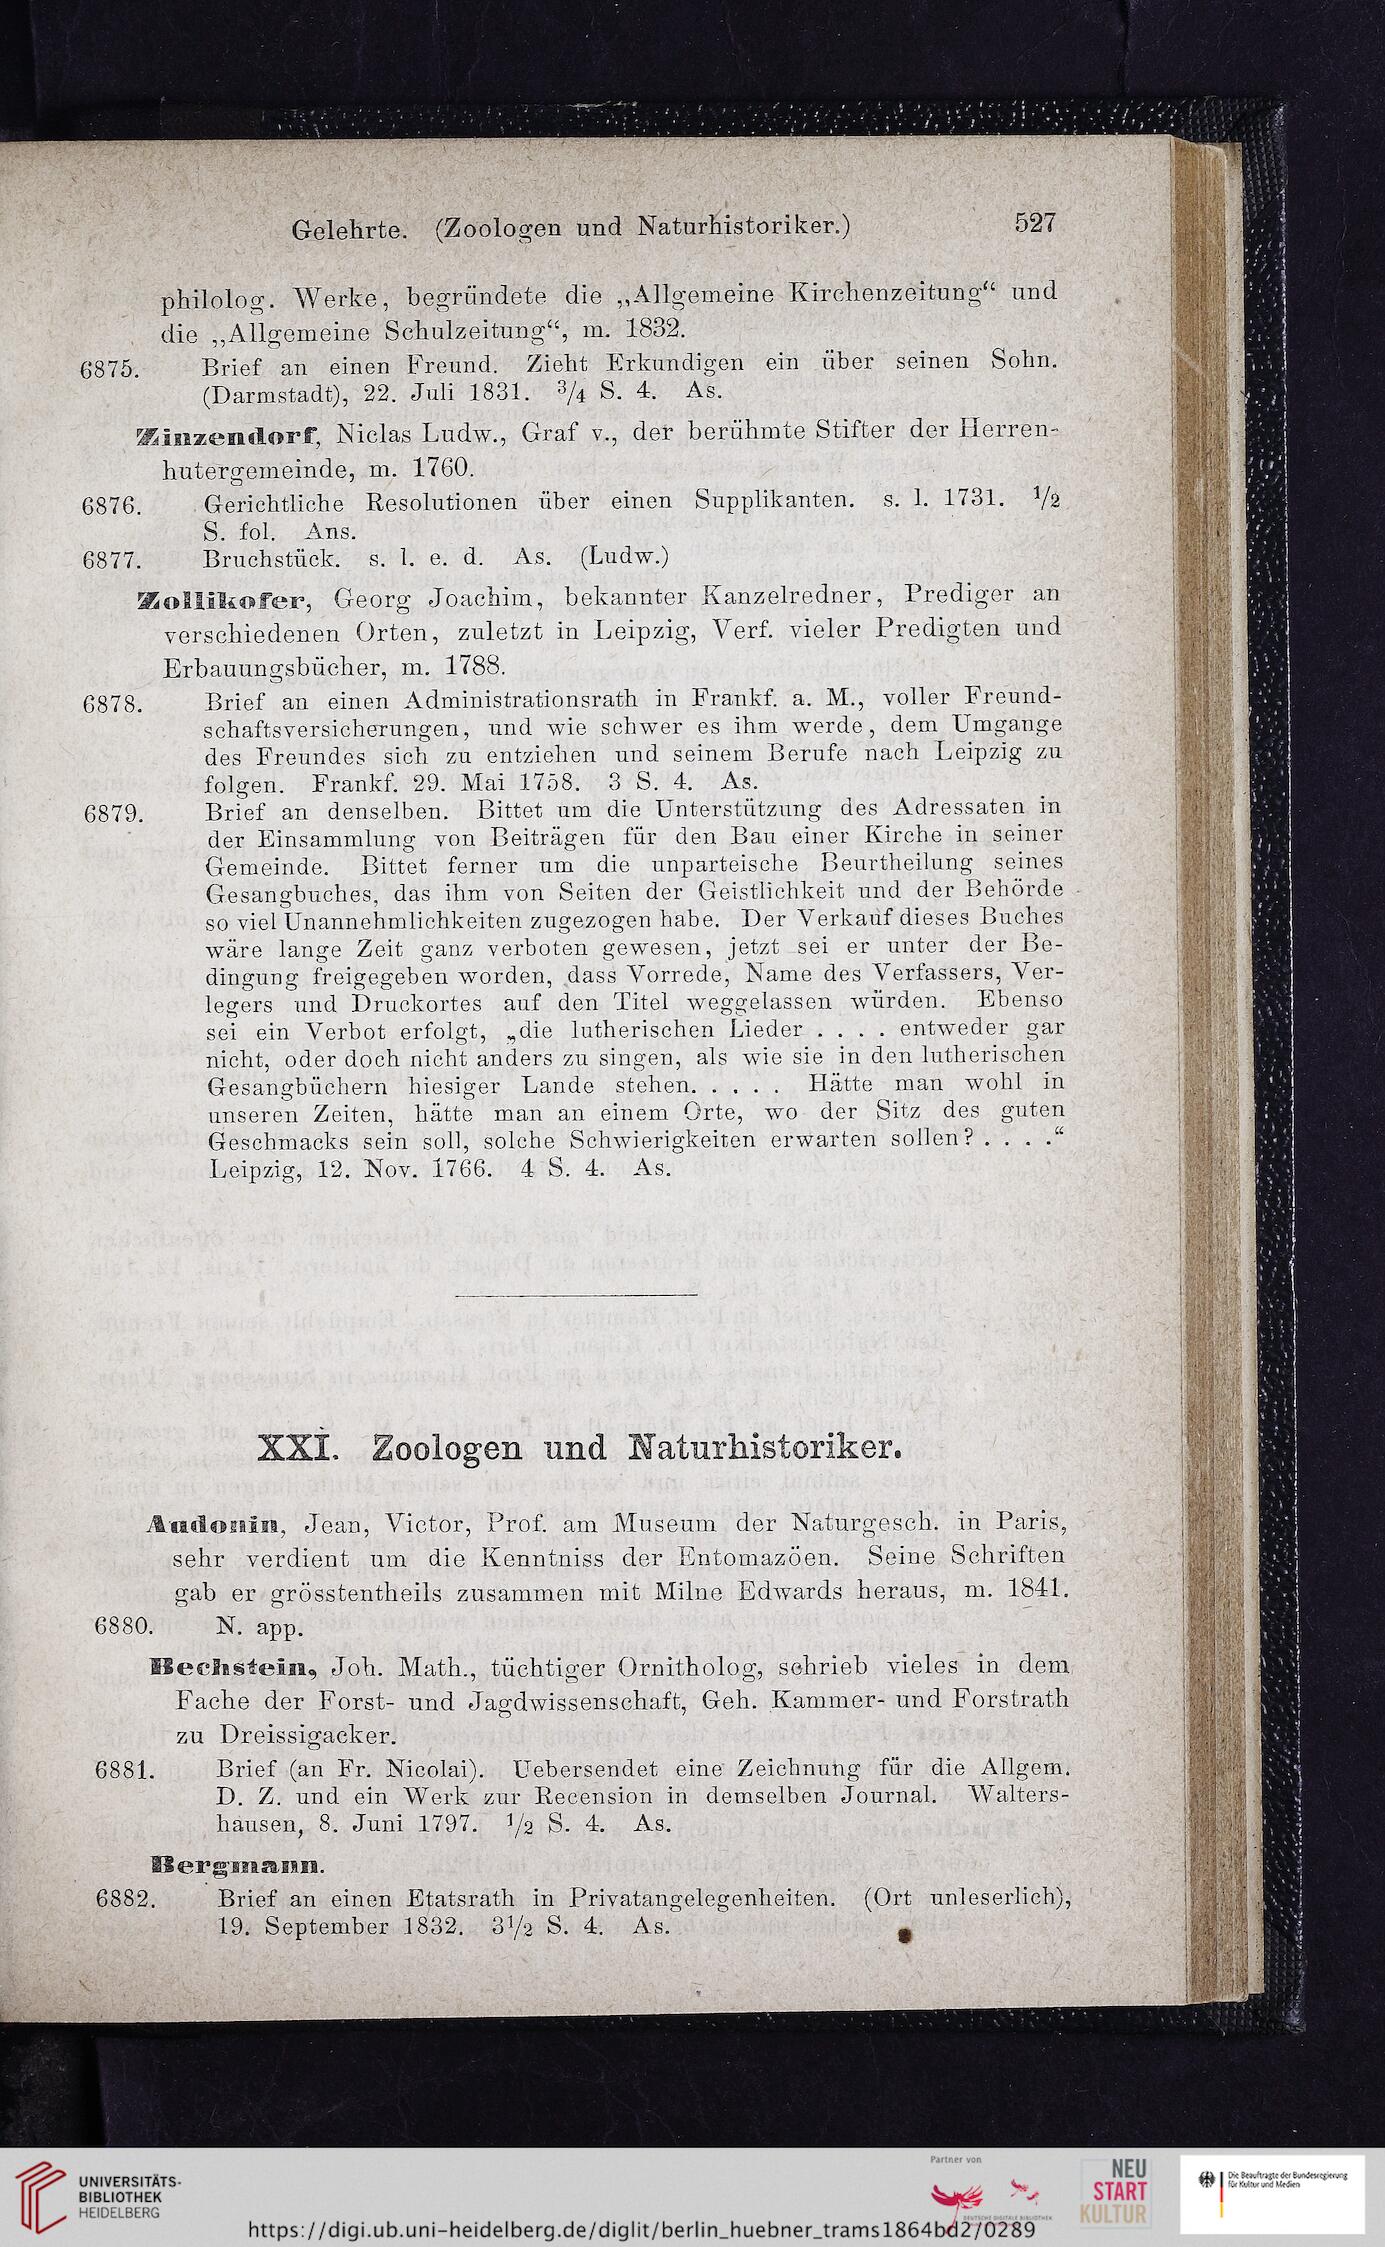 Gelehrte. (Zoologen und Naturhistoriker.) 527
philolog. Werke, begründete die „Allgemeine Kirchenzeitung“ und
die „Allgemeine Schulzeitung“, m. 1832.
6875. Brief an einen Freund. Zieht Erkundigen ein über seinen Sohn.
(Darmstadt), 22. Juli 1831. 3/4 S. 4. As.
Zinzendorf, Niclas Ludw., Graf v., der berühmte Stifter der Herren-
hutergemeinde, m. 1760.
6876. Gerichtliche Resolutionen über einen Supplikanten. s. l. 1731. 1/2
S. fol. Ans.
6877. Bruchstück. s. l. e. d. As. (Ludw.)
Zollikofer, Georg Joachim, bekannter Kanzelredner, Prediger an
verschiedenen Orten, zuletzt in Leipzig, Verf. vieler Predigten und
Erbauungsbücher, m. 1788.
6878. Brief an einen Administrationsrath in Frankf. a. M., voller Freund-
schaftsversicherungen, und wie schwer es ihm werde, dem Umgange
des Freundes sich zu entziehen und seinem Berufe nach Leipzig zu
folgen. Frankf. 29. Mai 1758. 3 S. 4. As.
6879. Brief an denselben. Bittet um die Unterstützung des Adressaten in
der Einsammlung von Beiträgen für den Bau einer Kirche in seiner
Gemeinde. Bittet ferner um die unparteische Beurtheilung seines
Gesangbuches, das ihm von Seiten der Geistlichkeit und der Behörde
so viel Unannehmlichkeiten zugezogen habe. Der Verkauf dieses Buches
wäre lange Zeit ganz verboten gewesen, jetzt sei er unter der Be-
dingung freigegeben worden, dass Vorrede, Name des Verfassers, Ver-
legers und Druckortes auf den Titel weggelassen würden. Ebenso
sei ein Verbot erfolgt, „die lutherischen Lieder . . . . entweder gar
nicht, oder doch nicht anders zu singen, als wie sie in den lutherischen
Gesangbüchern hiesiger Lande stehen. . . . . Hätte man wohl in
unseren Zeiten, hätte man an einem Orte, wo der Sitz des guten
Geschmacks sein soll, solche Schwierigkeiten erwarten sollen? . . . .“
Leipzig, 12. Nov. 1766. 4 S. 4. As.
XXI. Zoologen und Naturhistoriker.
Audonin, Jean, Victor, Prof. am Museum der Naturgesch. in Paris,
sehr verdient um die Kenntniss der Entomazöen. Seine Schriften
gab er grösstentheils zusammen mit Milne Edwards heraus, m. 1841.
6880. N. app.
Bechstein, Joh. Math., tüchtiger Ornitholog, schrieb vieles in dem
Fache der Forst- und Jagdwissenschaft, Geh. Kammer- und Forstrath
zu Dreissigacker.
6881. Brief (an Fr. Nicolai). Uebersendet eine Zeichnung für die Allgem.
D. Z. und ein Werk zur Recension in demselben Journal. Walters-
hausen, 8. Juni 1797. 1/2 S. 4. As.
Bergmann.
6882. Brief an einen Etatsrath in Privatangelegenheiten. (Ort unleserlich),
19. September 1832. 3 1/2 S. 4. As.
UNIVERSITÄTS-
BIBLIOTHEK
HEIDELBERG
https://digi.ub.uni-heidelberg.de/diglit/berlin_huebner_trams1864bd2/0289
Partner von
DEUTSCHE DIGITALE BIBLIOTHEK
NEU
START
KULTUR
Die Beauftragte der Bundesregierung
für Kultur und Medien